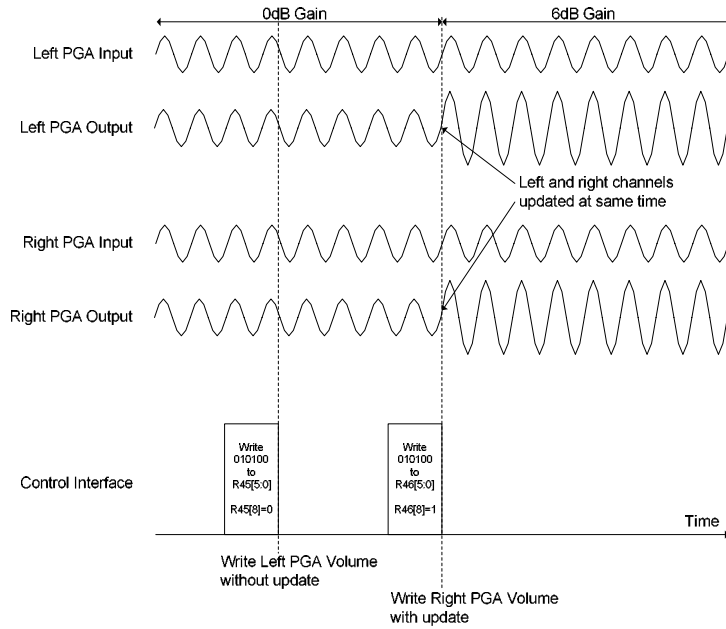 0dB Gain
6dB Gain
Left PGA Input
Left PGA Output
Left and right channels
updated at same time
Right PGA Input
Right PGA Output
Control Interface
Write
010100
to
R45[5:0]
R45[8]=0
Write
010100
to
R46[5:0]
R46[8]=1
Time
Write Left PGA Volume
without update
Write Right PGA Volume
with update